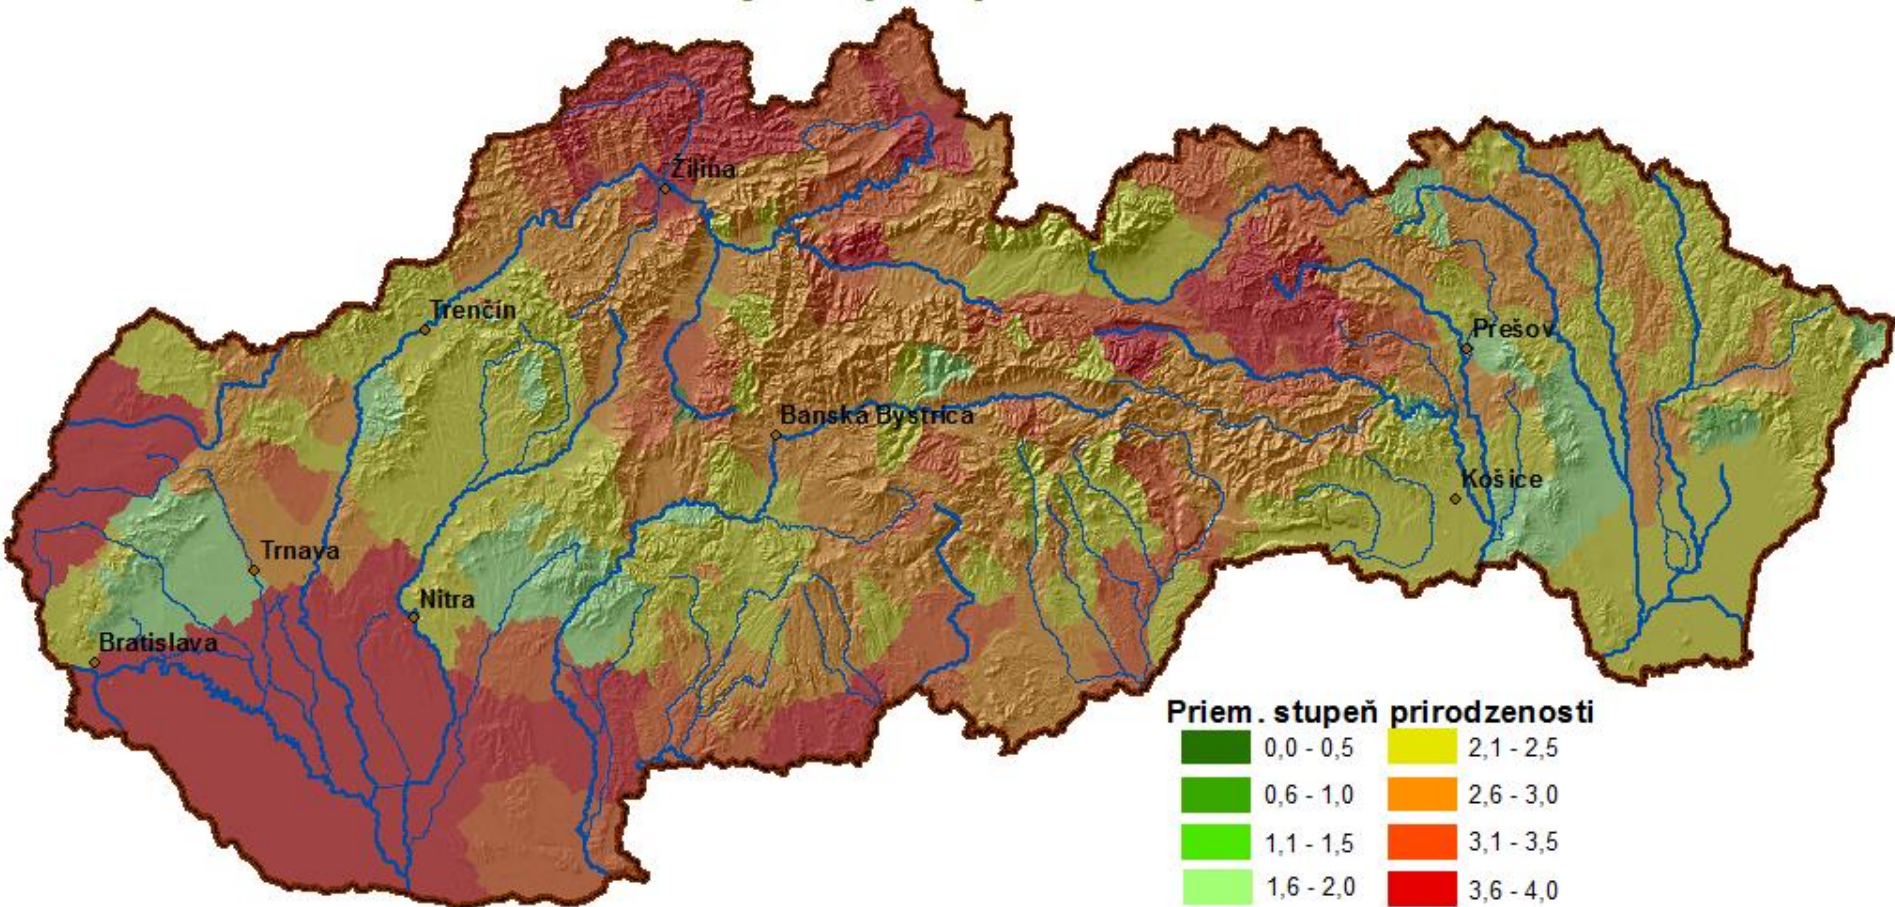 Žilina
Trenčín
Prešov
Banska Bystrica
Košice
Trnava
Nitra
Bratislava
Priem. stupeň prirodzenosti
0,0 - 0,5
2,1 - 2,5
0,6 - 1,0
2,6 - 3,0
1,1 - 1,5
3,1 - 3,5
1,6 - 2,0
3,6 - 4,0